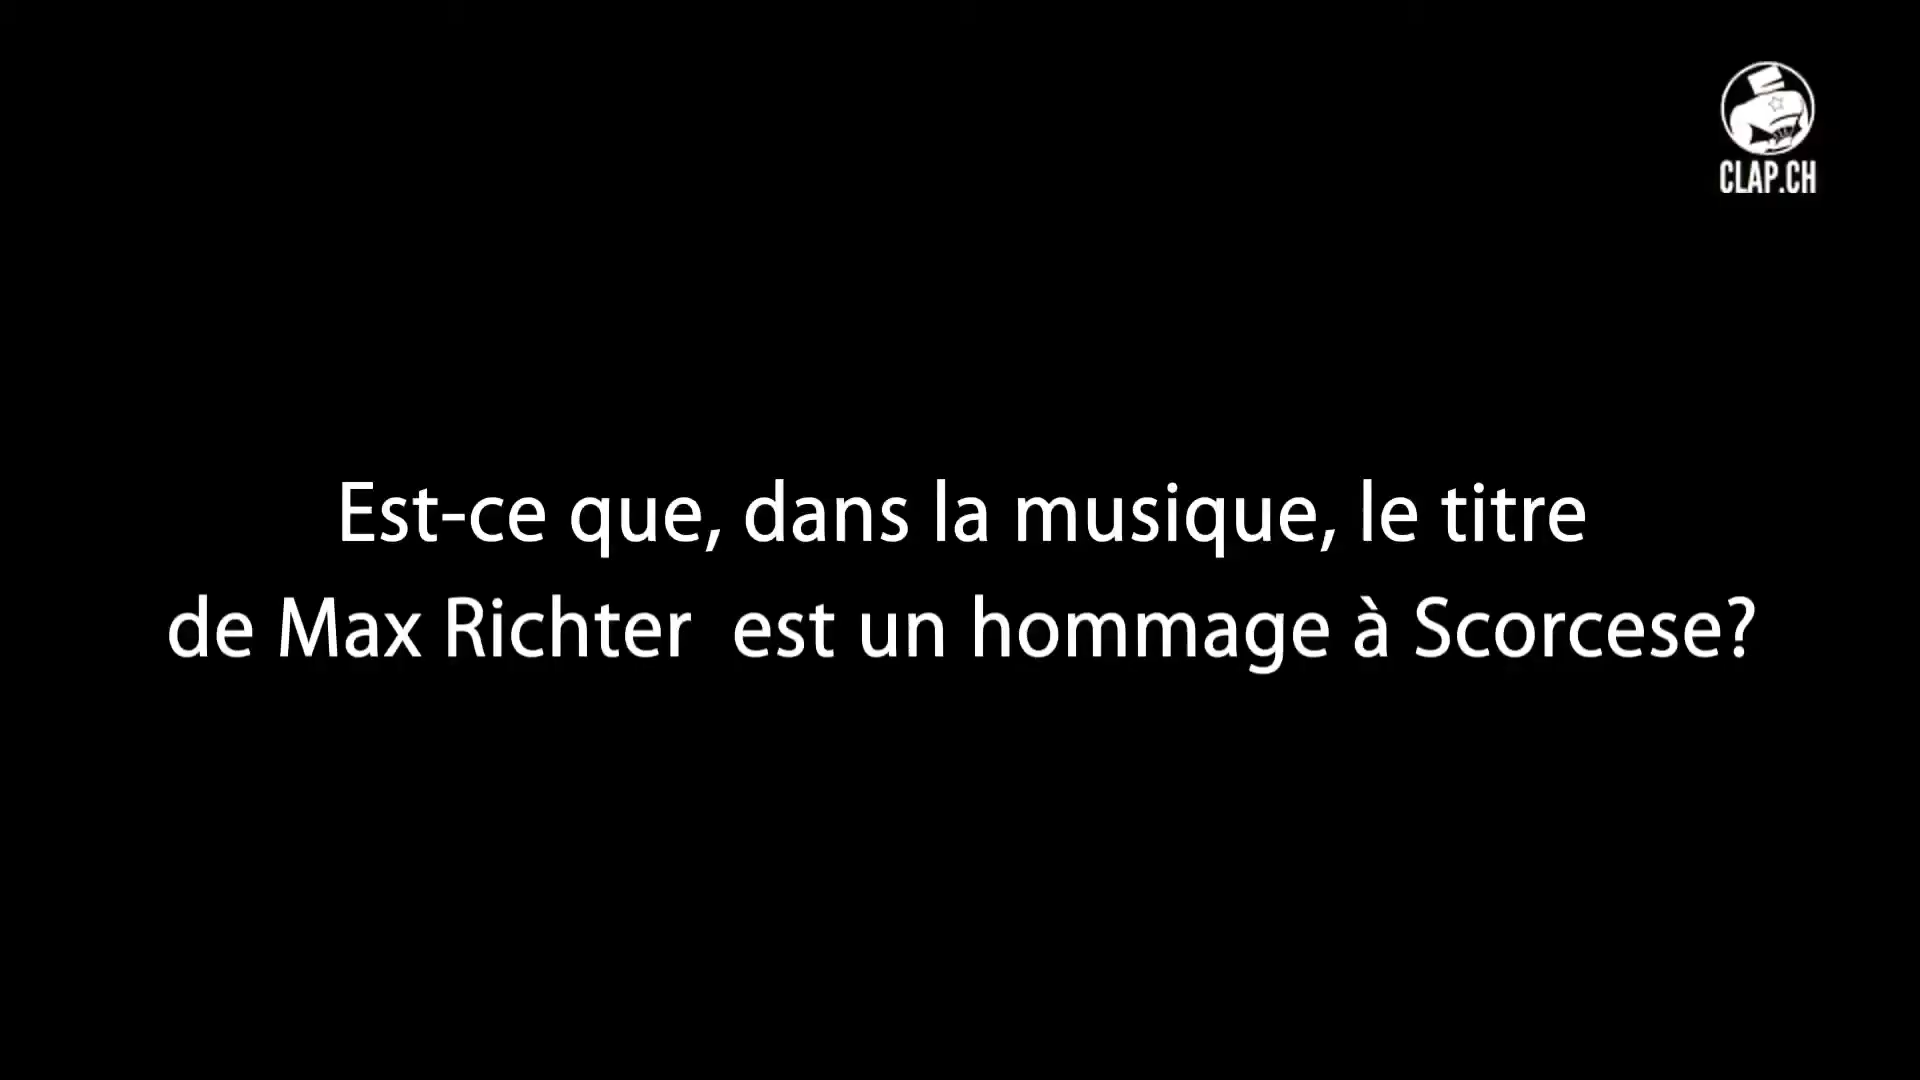 CLAP.CH
Est-ce que, dans la musique, le titre
de Max Richter  est un hommage à Scorcese?